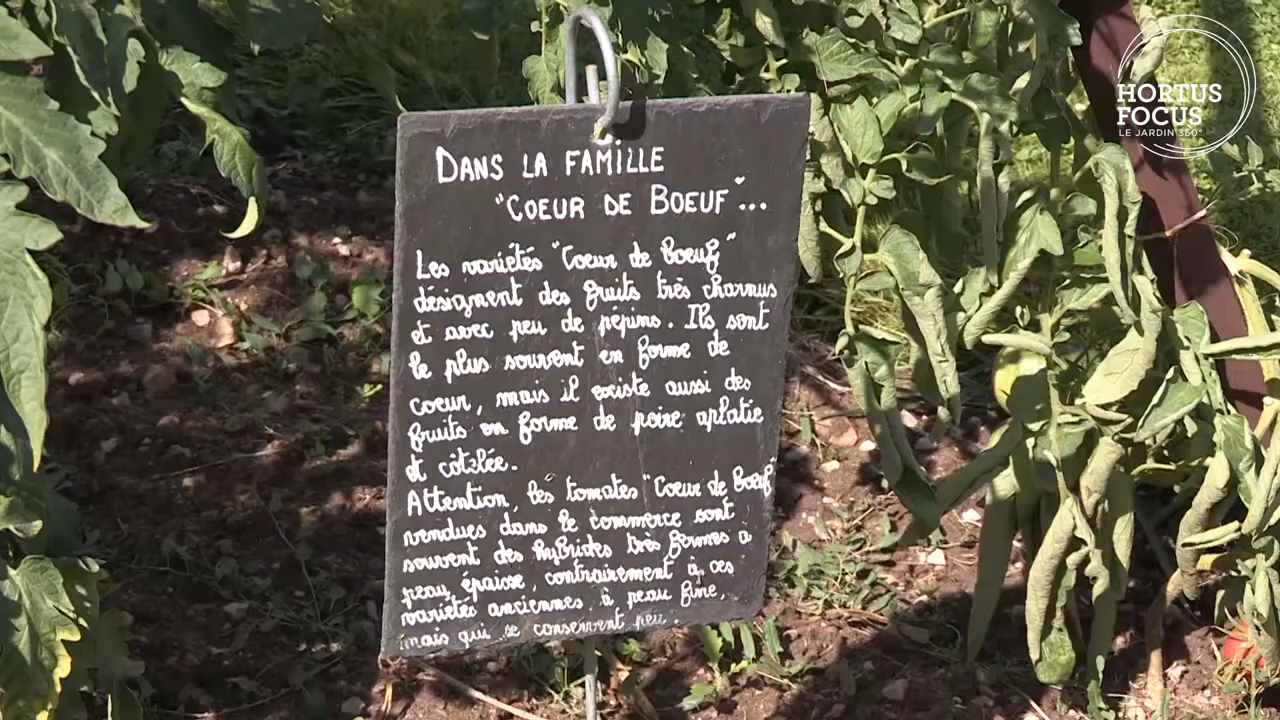 DANS LA FAMILLE
"COEUR DE BOEUF"...
Les variétés "Coeur de boeuf"
désignent des fruits très charnus
et avec peu de pépins. Ils sont
le plus souvent en forme de
coeur, mais il existe aussi des
fruits en forme de poire aplatie
et côtelée.
Attention, les tomates "Coeur de boeuf"
vendues dans le commerce sont
souvent des hybrides très fermes à
peau épaisse, contrairement à ces
variétés anciennes, à peau fine,
mais qui se conservent peu.
HORTUS
FOCUS
LE JARDIN 360°